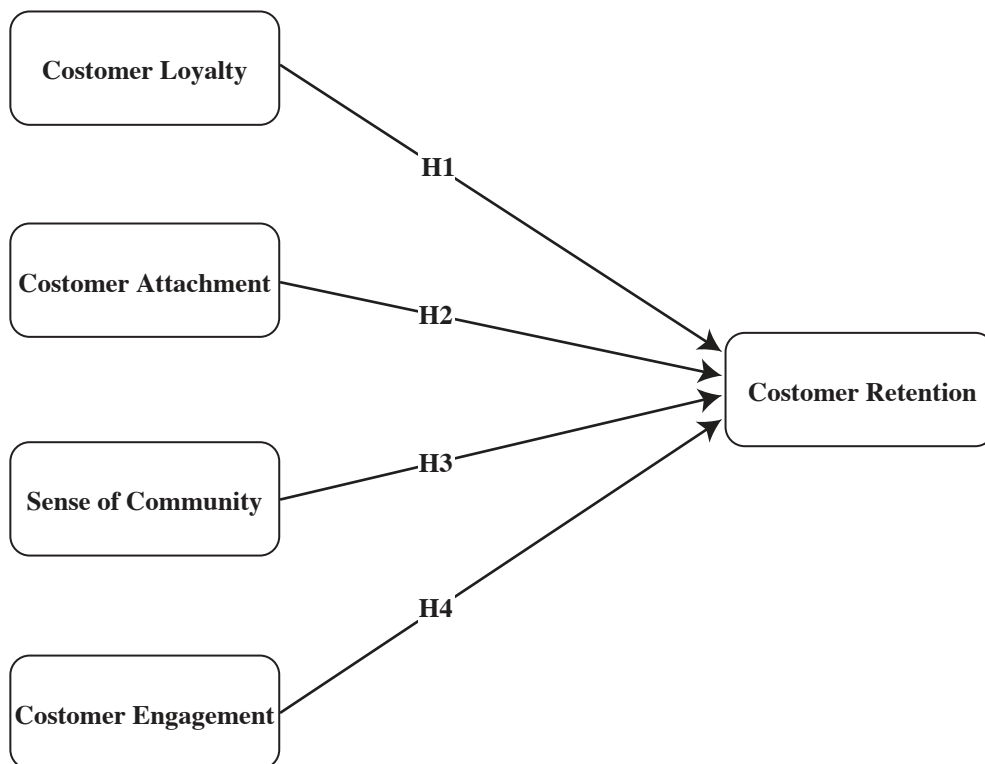 Costomer Loyalty
H1
Costomer Attachment
H2
Costomer Retention
Sense of Community
H3
H4
Costomer Engagement